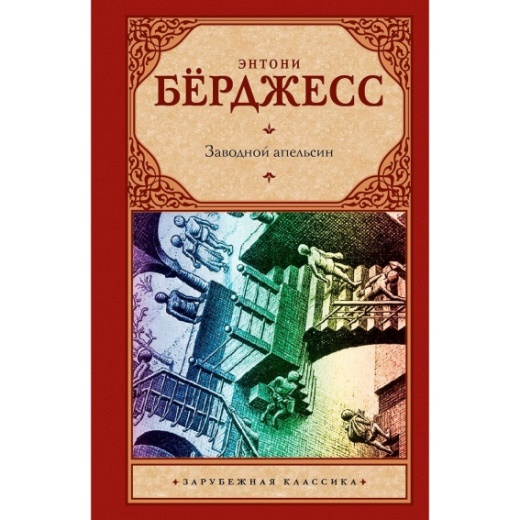 ЭНТОНИ
БЁРДЖЕСС
Заводной апельсин
ЗАРУБЕЖНАЯ КЛАССИКА